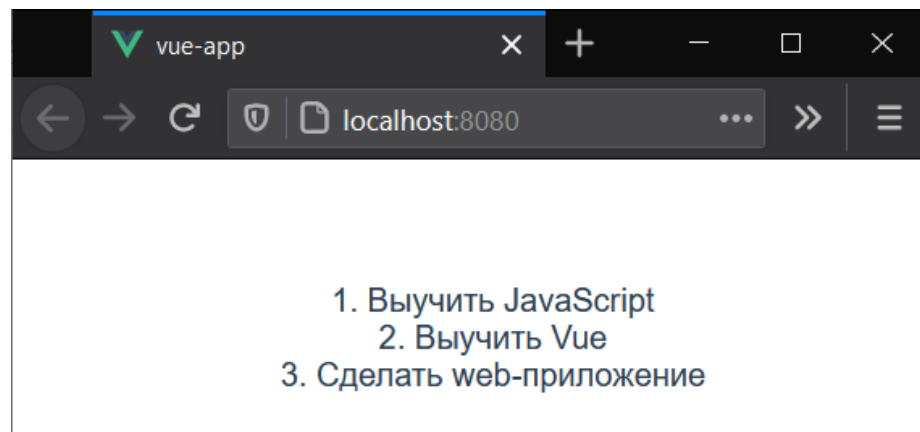 vue-app
localhost:8080
1. Выучить JavaScript
2. Выучить Vue
3. Сделать web-приложение